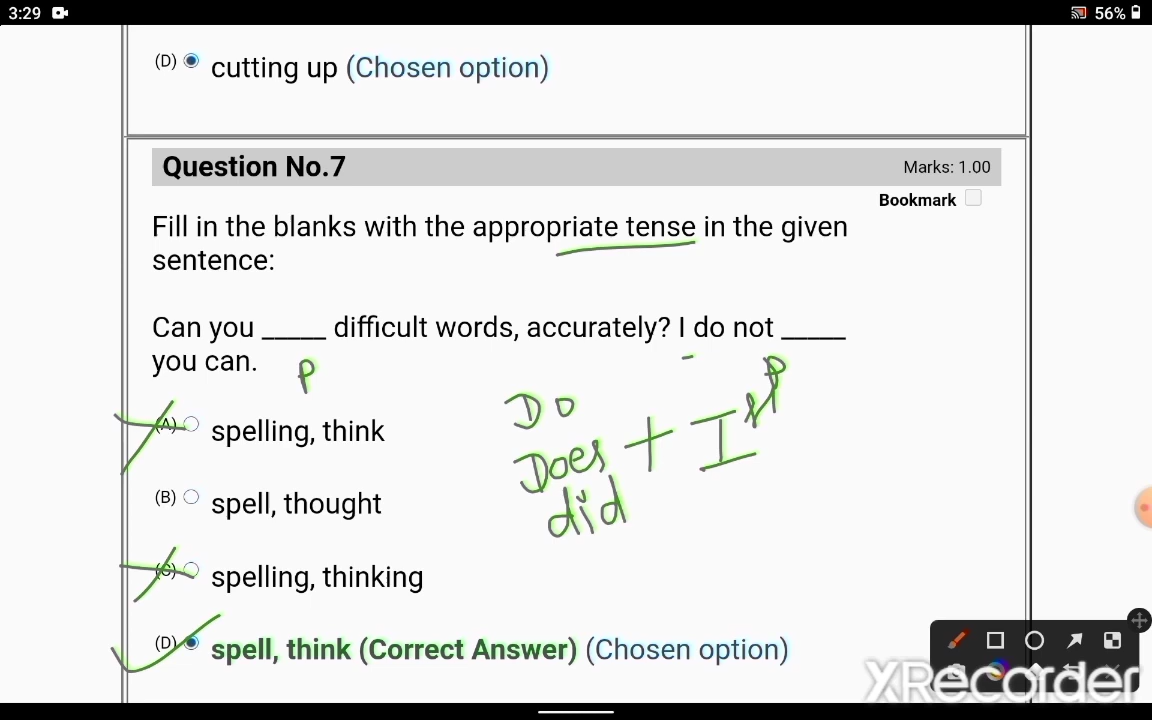 3:29
56%
(D) cutting up (Chosen option)
Question No.7
Marks: 1.00
Bookmark
Fill in the blanks with the appropriate tense in the given
sentence:
Can you _____ difficult words, accurately? I do not _____
you can.
P
P
Do
Does + I st
did
(A) spelling, think
(B) spell, thought
(C) spelling, thinking
(D) spell, think (Correct Answer) (Chosen option)
XRecorder